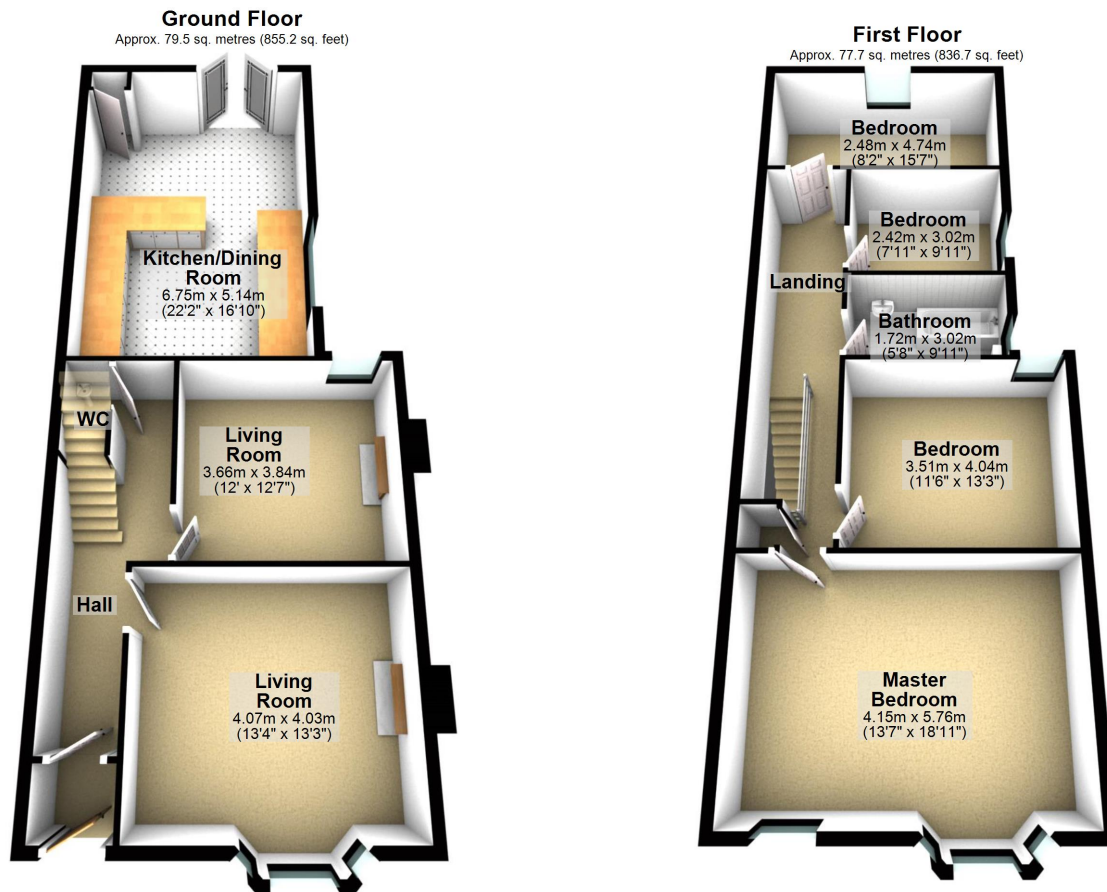 Ground Floor
Approx. 79.5 sq. metres (855.2 sq. feet)
Kitchen/Dining
Room
6.75m x 5.14m
(22'2" x 16'10")
WC
Living
Room
3.66m x 3.84m
(12' x 12'7")
Hall
Living
Room
4.07m x 4.03m
(13'4" x 13'3")
First Floor
Approx. 77.7 sq. metres (836.7 sq. feet)
Bedroom
2.48m x 4.74m
(8'2" x 15'7")
Bedroom
2.42m x 3.02m
(7'11" x 9'11")
Landing
Bathroom
1.72m x 3.02m
(5'8" x 9'11")
Bedroom
3.51m x 4.04m
(11'6" x 13'3")
Master
Bedroom
4.15m x 5.76m
(13'7" x 18'11")